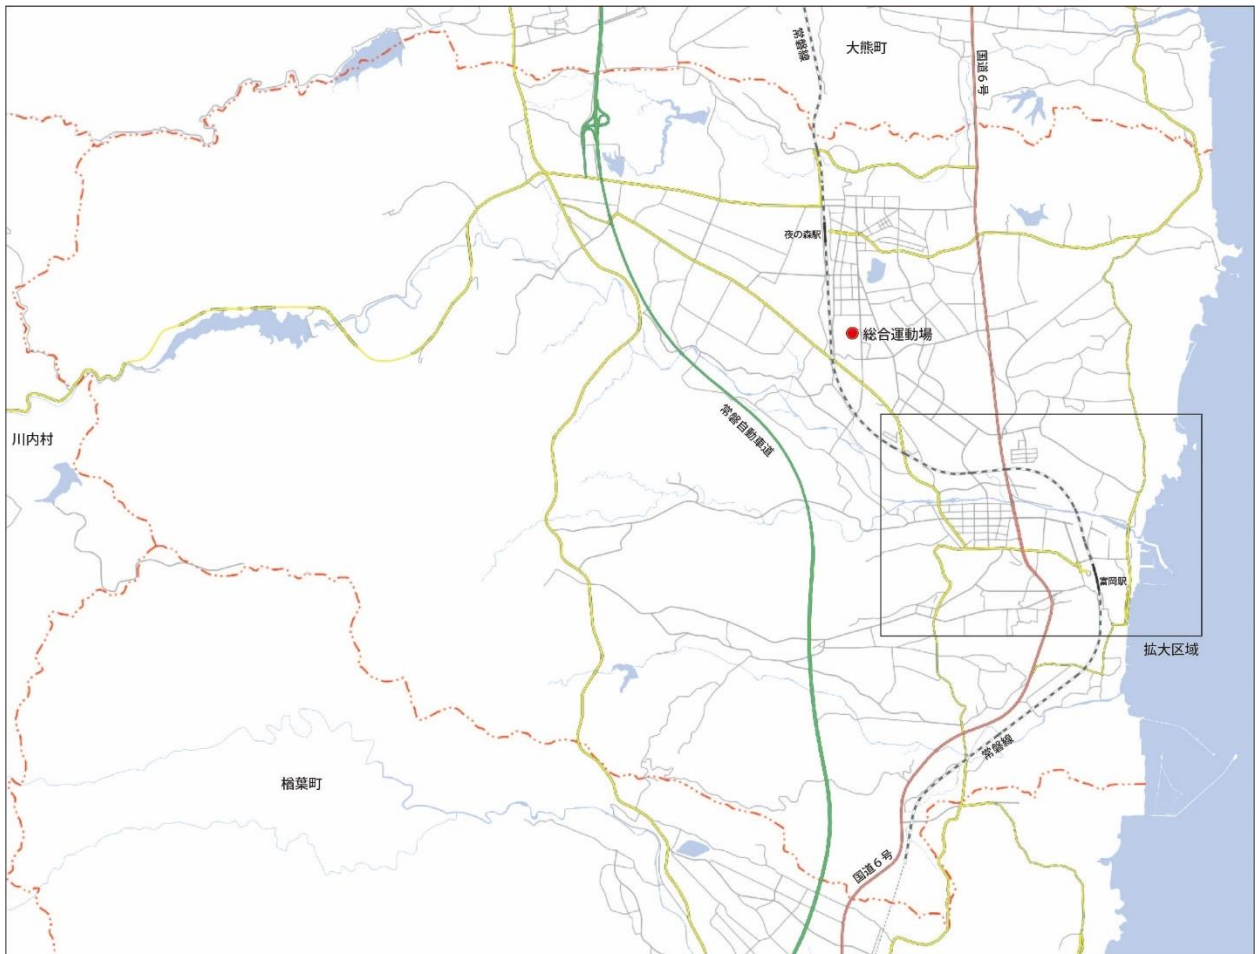 常磐線
大熊町
国道6号
夜の森駅
総合運動場
常磐自動車道
川内村
富岡駅
拡大区域
常磐線
楢葉町
国道6号